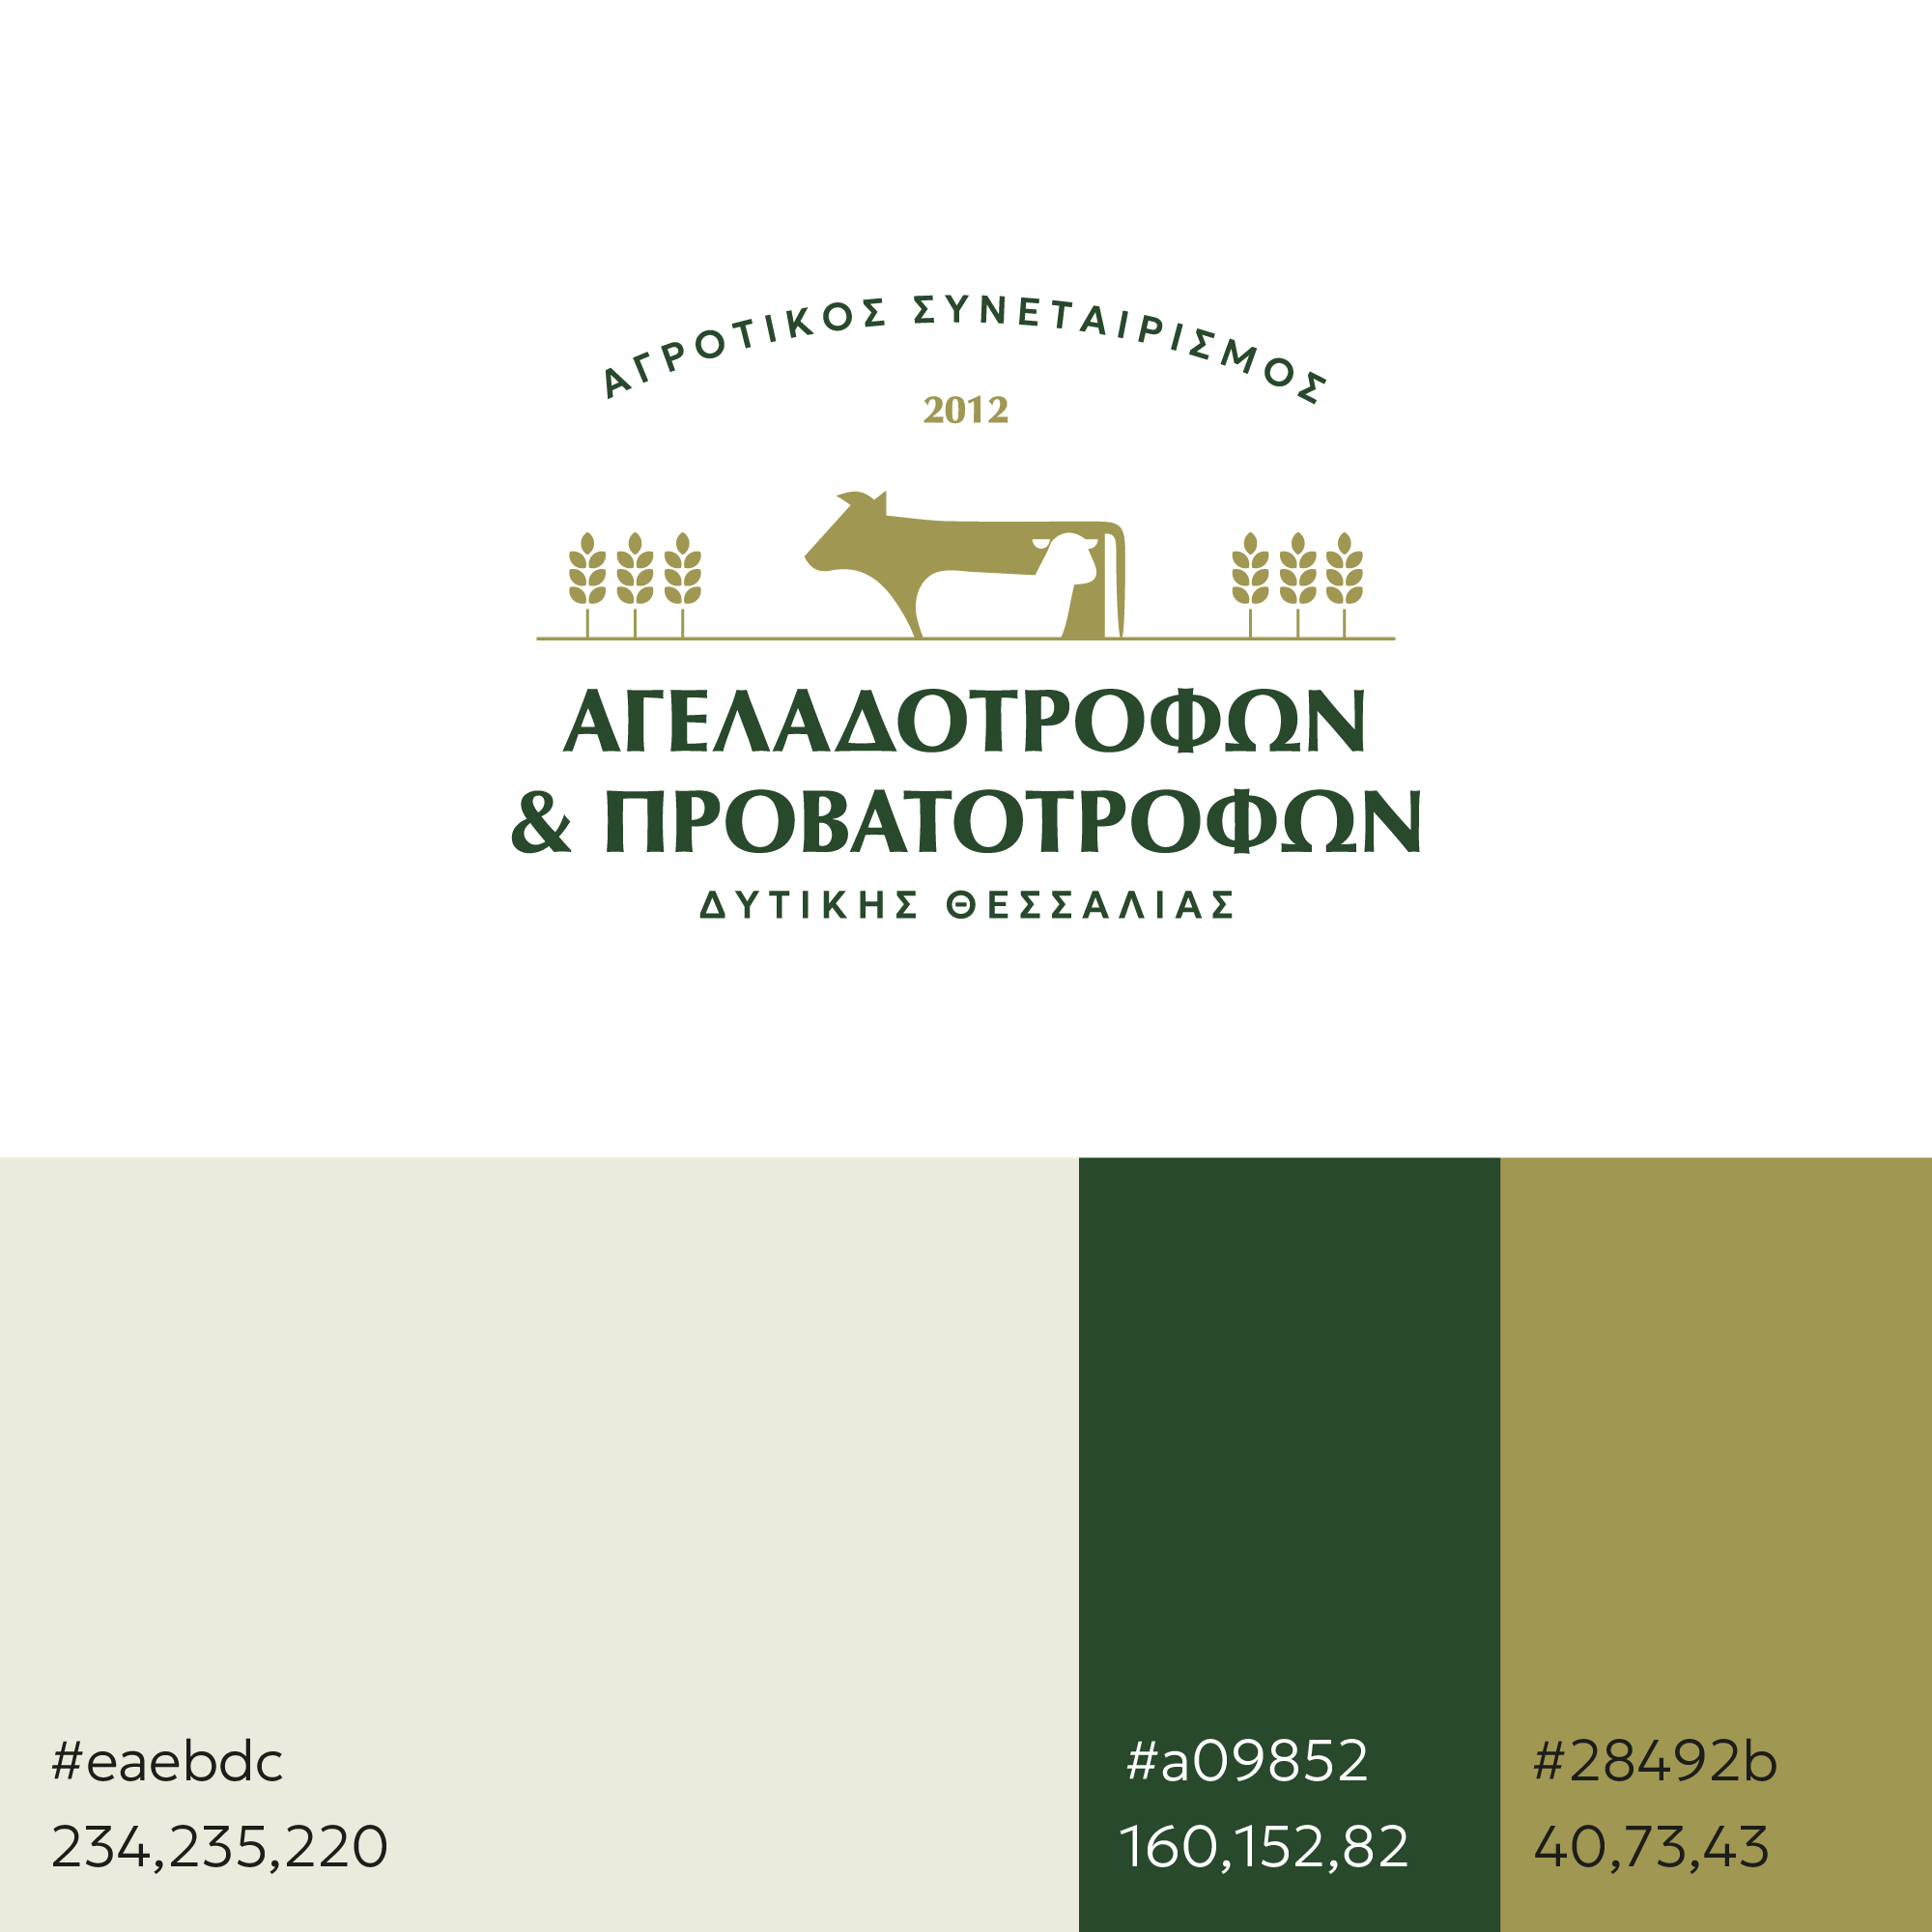 ΑΓΡΟΤΙΚΟΣ ΣΥΝΕΤΑΙΡΙΣΜΟΣ
2012
ΑΓΕΛΑΔΟΤΡΟΦΩΝ
& ΠΡΟΒΑΤΟΤΡΟΦΩΝ
ΔΥΤΙΚΗΣ ΘΕΣΣΑΛΙΑΣ
#eaebdc
234,235,220
#a09852
160,152,82
#28492b
40,73,43